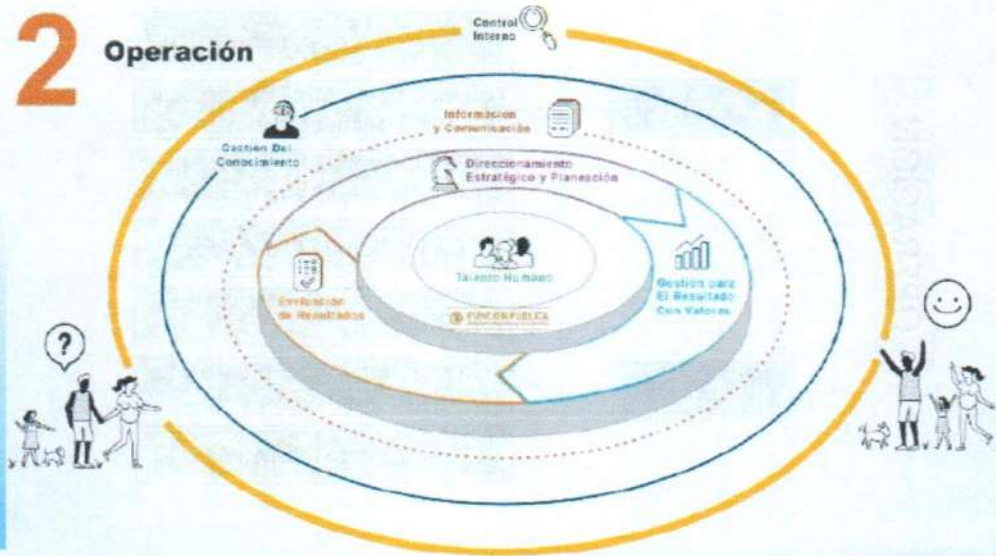 2 Operación
Control
Interno
Gestion Del
Conocimiento
Informacion
y Comunicación
Direccionamiento
Estratégico y Planeación
Talento Humano
Evaluación
de Resultados
Gestion para
El Resultado
Con Valores
FUNCIÓN PÚBLICA
?